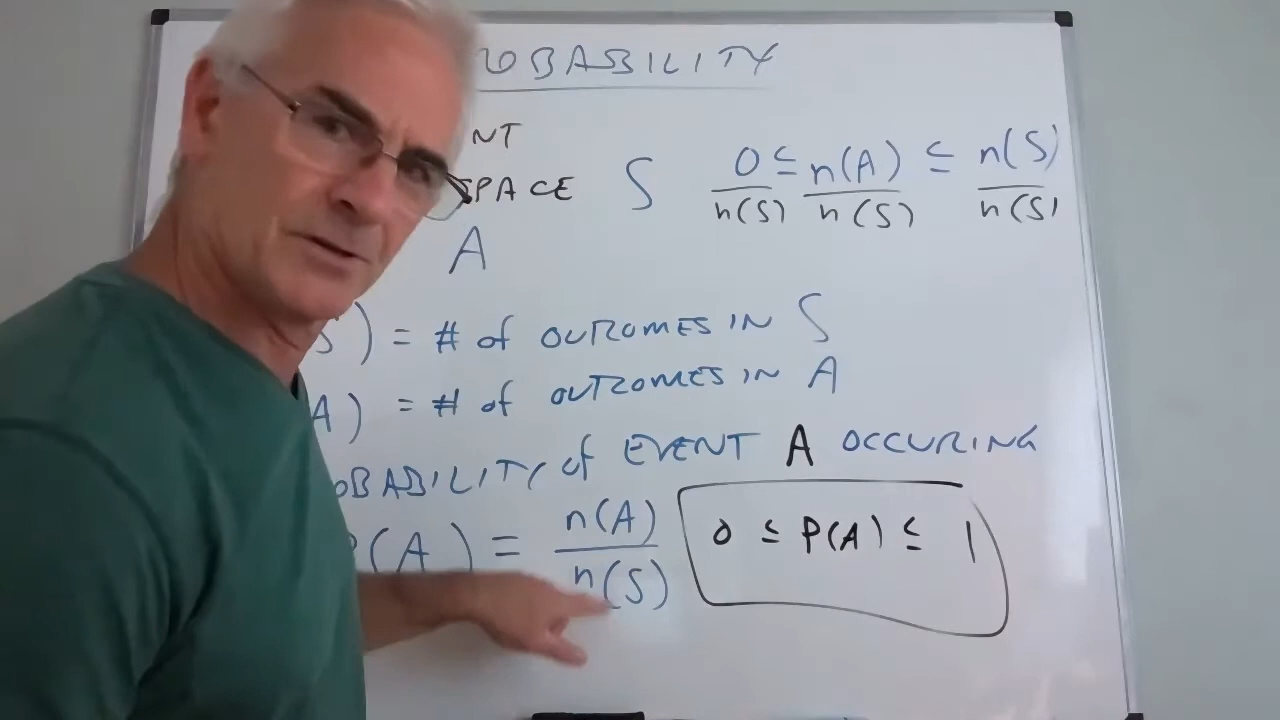 OBABILITY
NT
SPACE S
0 ≤ n(A) ≤ n(S)
n(S) n(S) n(S)
A
S) = # of OUTCOMES IN S
A) = # of OUTCOMES IN A
OBABILITY of EVENT A OCCURING
P(A) = n(A)
n(S)
0 ≤ P(A) ≤ 1